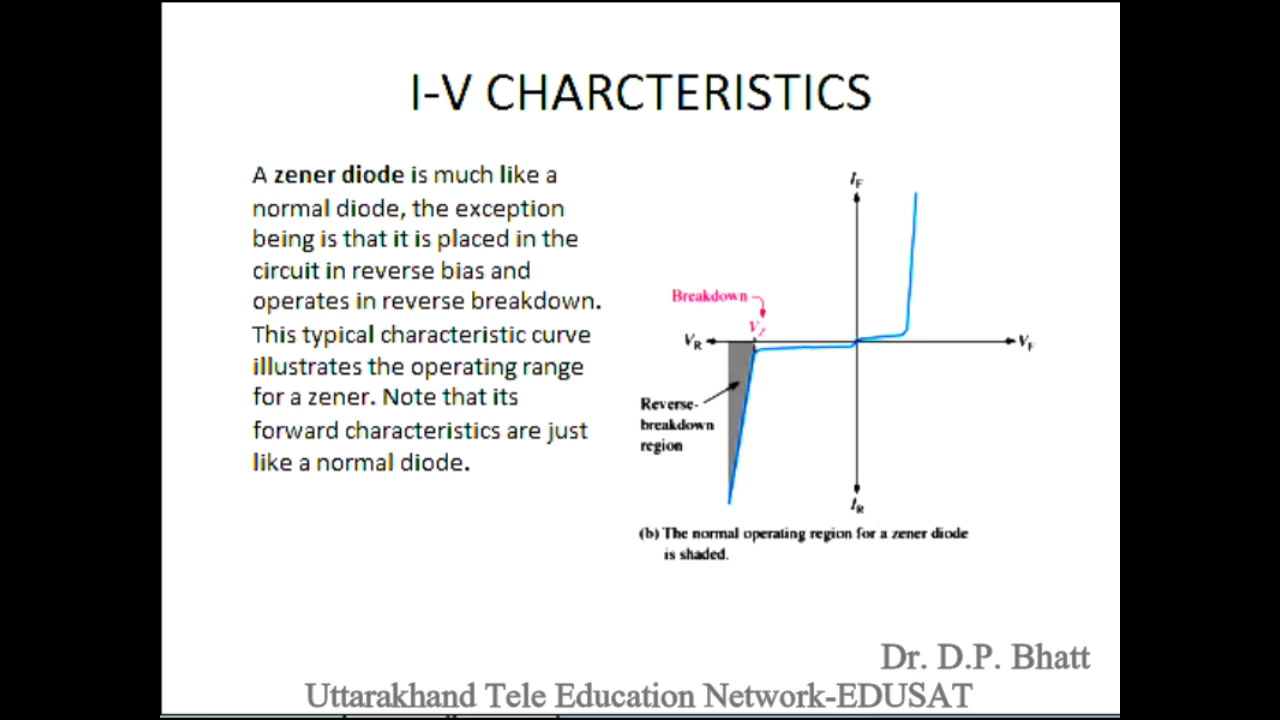 I-V CHARCTERISTICS
A zener diode is much like a
normal diode, the exception
being is that it is placed in the
circuit in reverse bias and
operates in reverse breakdown.
This typical characteristic curve
illustrates the operating range
for a zener. Note that its
forward characteristics are just
like a normal diode.
IF
Breakdown
VZ
VR
VF
Reverse-
breakdown
region
IR
(b) The normal operating region for a zener diode
is shaded.
Dr. D.P. Bhatt
Uttarakhand Tele Education Network-EDUSAT